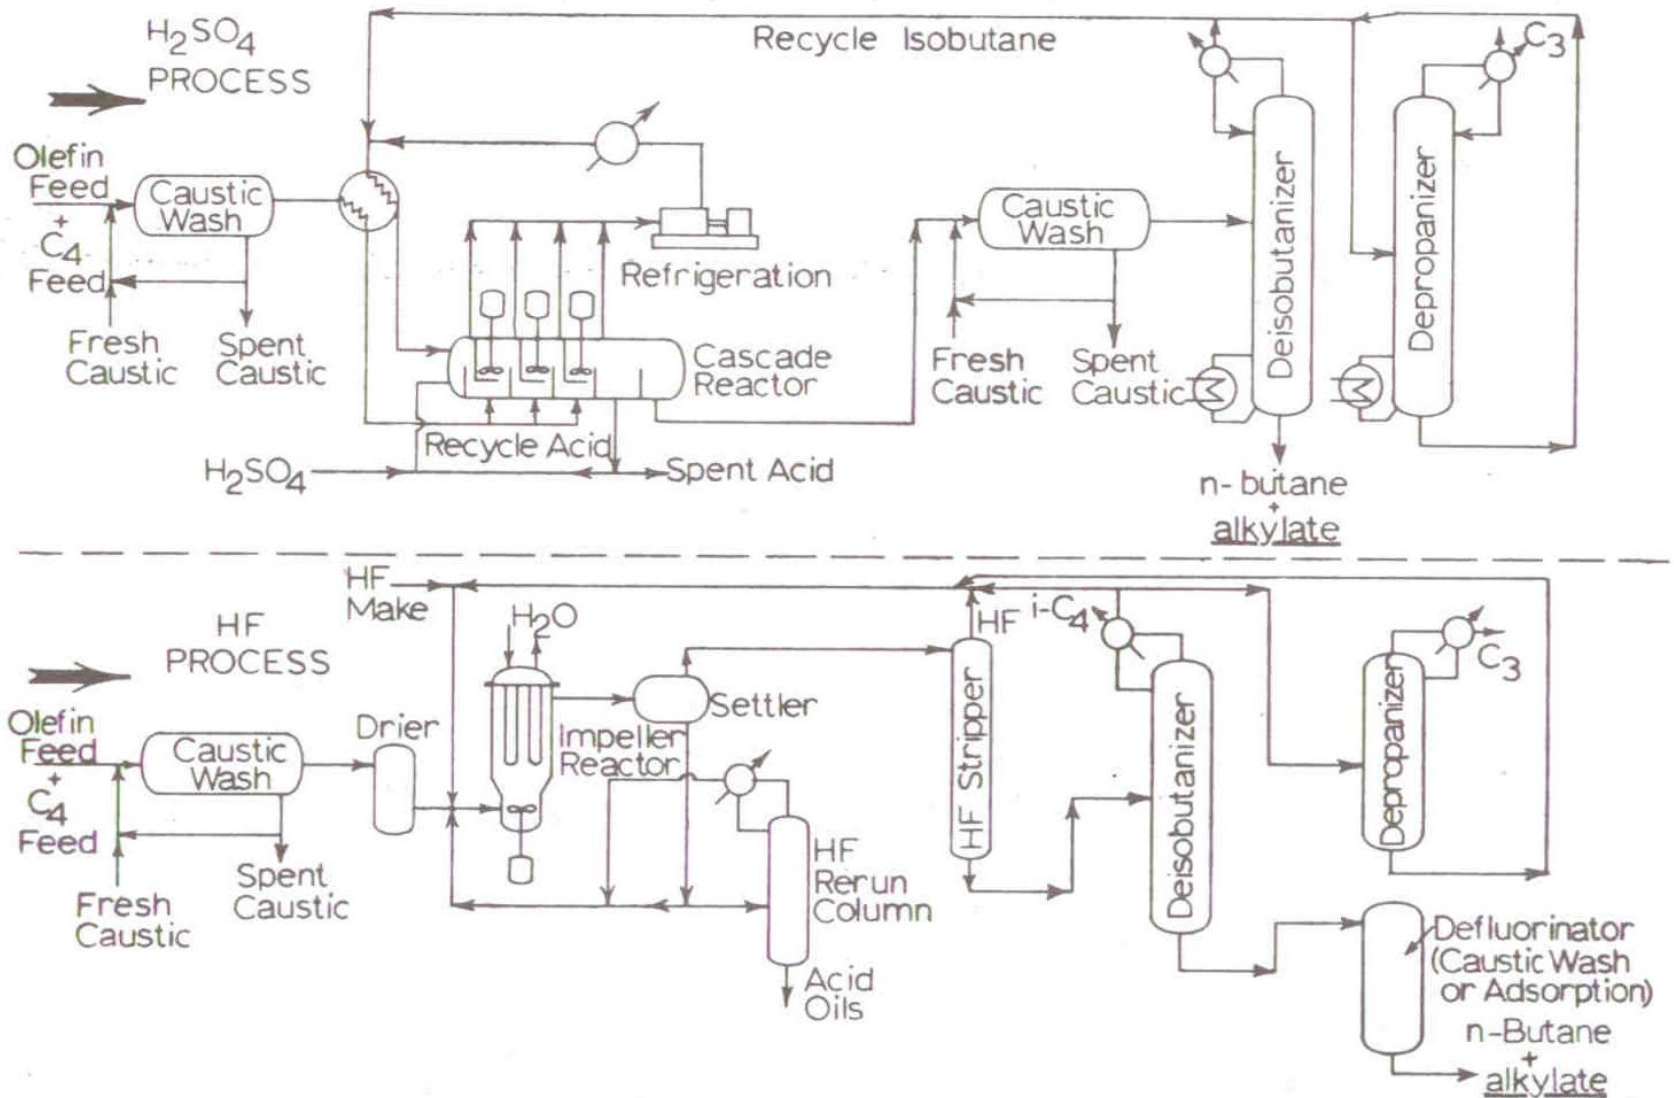 H2SO4
PROCESS
Recycle Isobutane
C3
Olefin
Feed
+
C4
Feed
Caustic
Wash
Fresh
Caustic
Spent
Caustic
Refrigeration
Cascade
Reactor
Recycle Acid
H2SO4
Spent Acid
Caustic
Wash
Fresh
Caustic
Spent
Caustic
Deisobutanizer
Depropanizer
n-butane
+
alkylate
HF
Make
HF
PROCESS
Olefin
Feed
+
C4
Feed
Caustic
Wash
Fresh
Caustic
Spent
Caustic
Drier
H2O
Impeller
Reactor
Settler
HF
Rerun
Column
Acid
Oils
HF Stripper
HF
i-C4
Deisobutanizer
Depropanizer
C3
Defluorinator
(Caustic Wash
or Adsorption)
n-Butane
+
alkylate